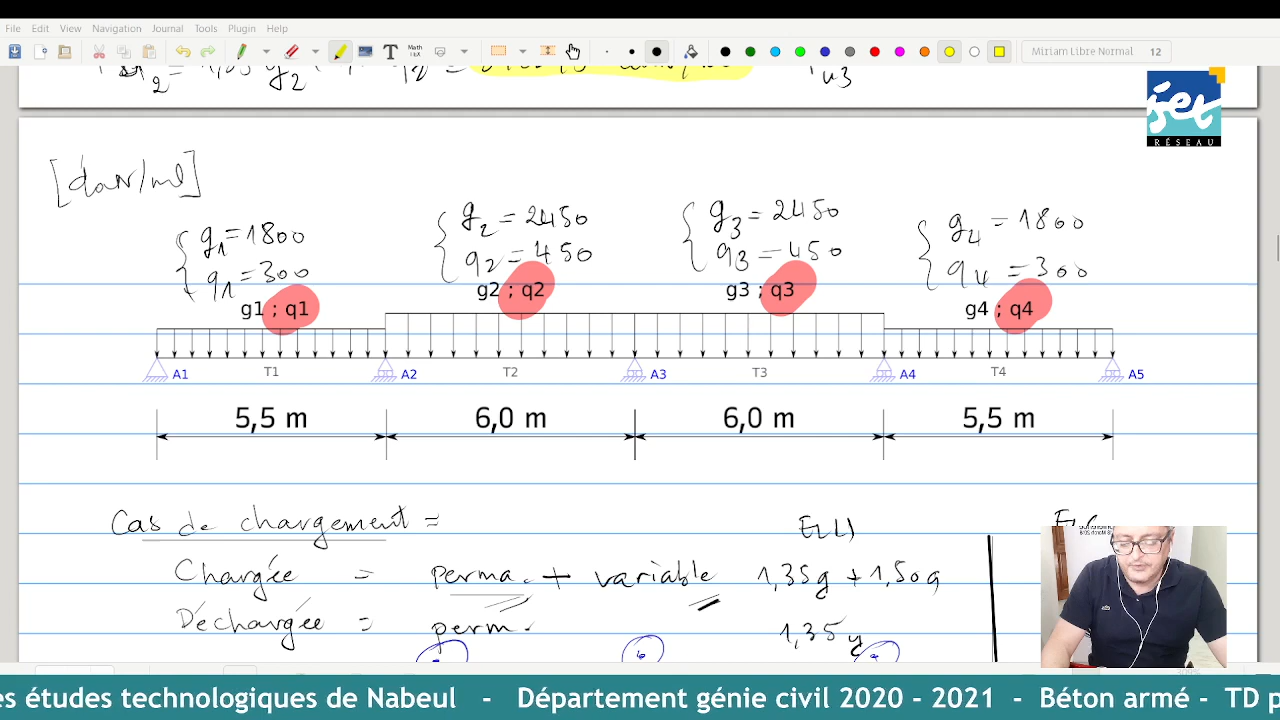 File Edit View Navigation Journal Tools Plugin Help
Miriam Libre Normal 12
u3
iset
RÉSEAU
[daN/ml]
g1 = 1800
q1 = 300
g2 = 2450
q2 = 450
g3 = 2450
q3 = 450
g4 = 1800
q4 = 300
g1 ; q1
g2 ; q2
g3 ; q3
g4 ; q4
A1 T1 A2 T2 A3 T3 A4 T4 A5
5,5 m 6,0 m 6,0 m 5,5 m
Cas de chargement = ELU
Chargée = perma. + variable 1,35g + 1,50q
Déchargée = perm. 1,35g
es études technologiques de Nabeul - Département génie civil 2020 - 2021 - Béton armé - TD p